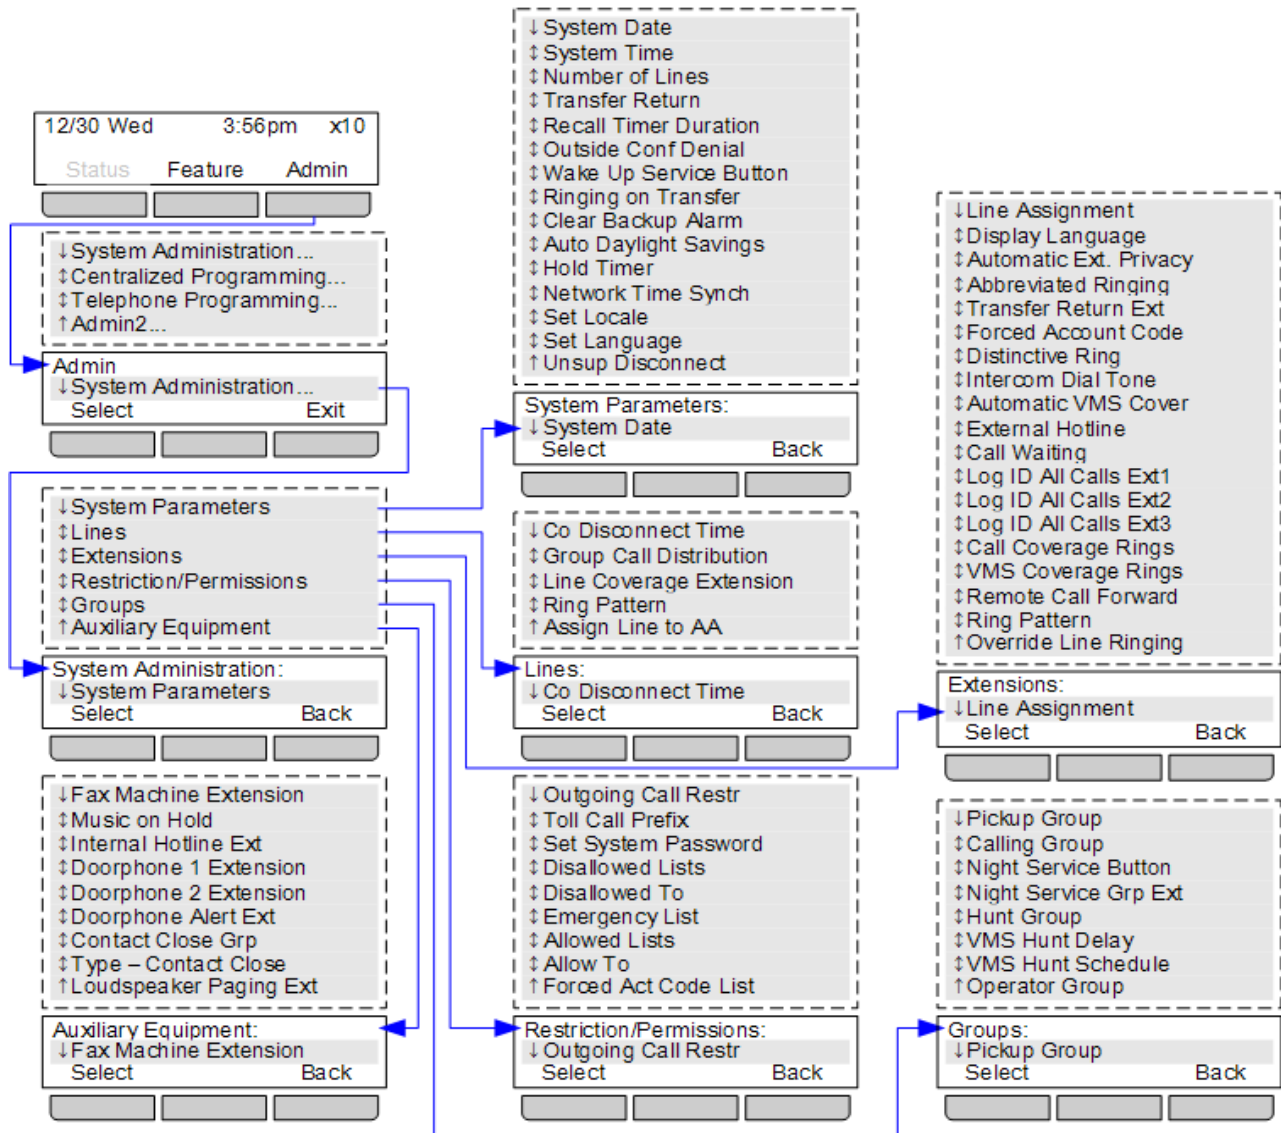 12/30 Wed 3:56pm x10
Status Feature Admin
↓System Administration...
↕Centralized Programming...
↕Telephone Programming...
↑Admin2...
Admin
↓System Administration...
Select Exit
↓System Parameters
↕Lines
↕Extensions
↕Restriction/Permissions
↕Groups
↑Auxiliary Equipment
System Administration:
↓System Parameters
Select Back
↓Fax Machine Extension
↕Music on Hold
↕Internal Hotline Ext
↕Doorphone 1 Extension
↕Doorphone 2 Extension
↕Doorphone Alert Ext
↕Contact Close Grp
↕Type – Contact Close
↑Loudspeaker Paging Ext
Auxiliary Equipment:
↓Fax Machine Extension
Select Back
↓System Date
↕System Time
↕Number of Lines
↕Transfer Return
↕Recall Timer Duration
↕Outside Conf Denial
↕Wake Up Service Button
↕Ringing on Transfer
↕Clear Backup Alarm
↕Auto Daylight Savings
↕Hold Timer
↕Network Time Synch
↕Set Locale
↕Set Language
↑Unsup Disconnect
System Parameters:
↓System Date
Select Back
↓Co Disconnect Time
↕Group Call Distribution
↕Line Coverage Extension
↕Ring Pattern
↑Assign Line to AA
Lines:
↓Co Disconnect Time
Select Back
↓Outgoing Call Restr
↕Toll Call Prefix
↕Set System Password
↕Disallowed Lists
↕Disallowed To
↕Emergency List
↕Allowed Lists
↕Allow To
↑Forced Act Code List
Restriction/Permissions:
↓Outgoing Call Restr
Select Back
↓Line Assignment
↕Display Language
↕Automatic Ext. Privacy
↕Abbreviated Ringing
↕Transfer Return Ext
↕Forced Account Code
↕Distinctive Ring
↕Intercom Dial Tone
↕Automatic VMS Cover
↕External Hotline
↕Call Waiting
↕Log ID All Calls Ext1
↕Log ID All Calls Ext2
↕Log ID All Calls Ext3
↕Call Coverage Rings
↕VMS Coverage Rings
↕Remote Call Forward
↕Ring Pattern
↑Override Line Ringing
Extensions:
↓Line Assignment
Select Back
↓Pickup Group
↕Calling Group
↕Night Service Button
↕Night Service Grp Ext
↕Hunt Group
↕VMS Hunt Delay
↕VMS Hunt Schedule
↑Operator Group
Groups:
↓Pickup Group
Select Back